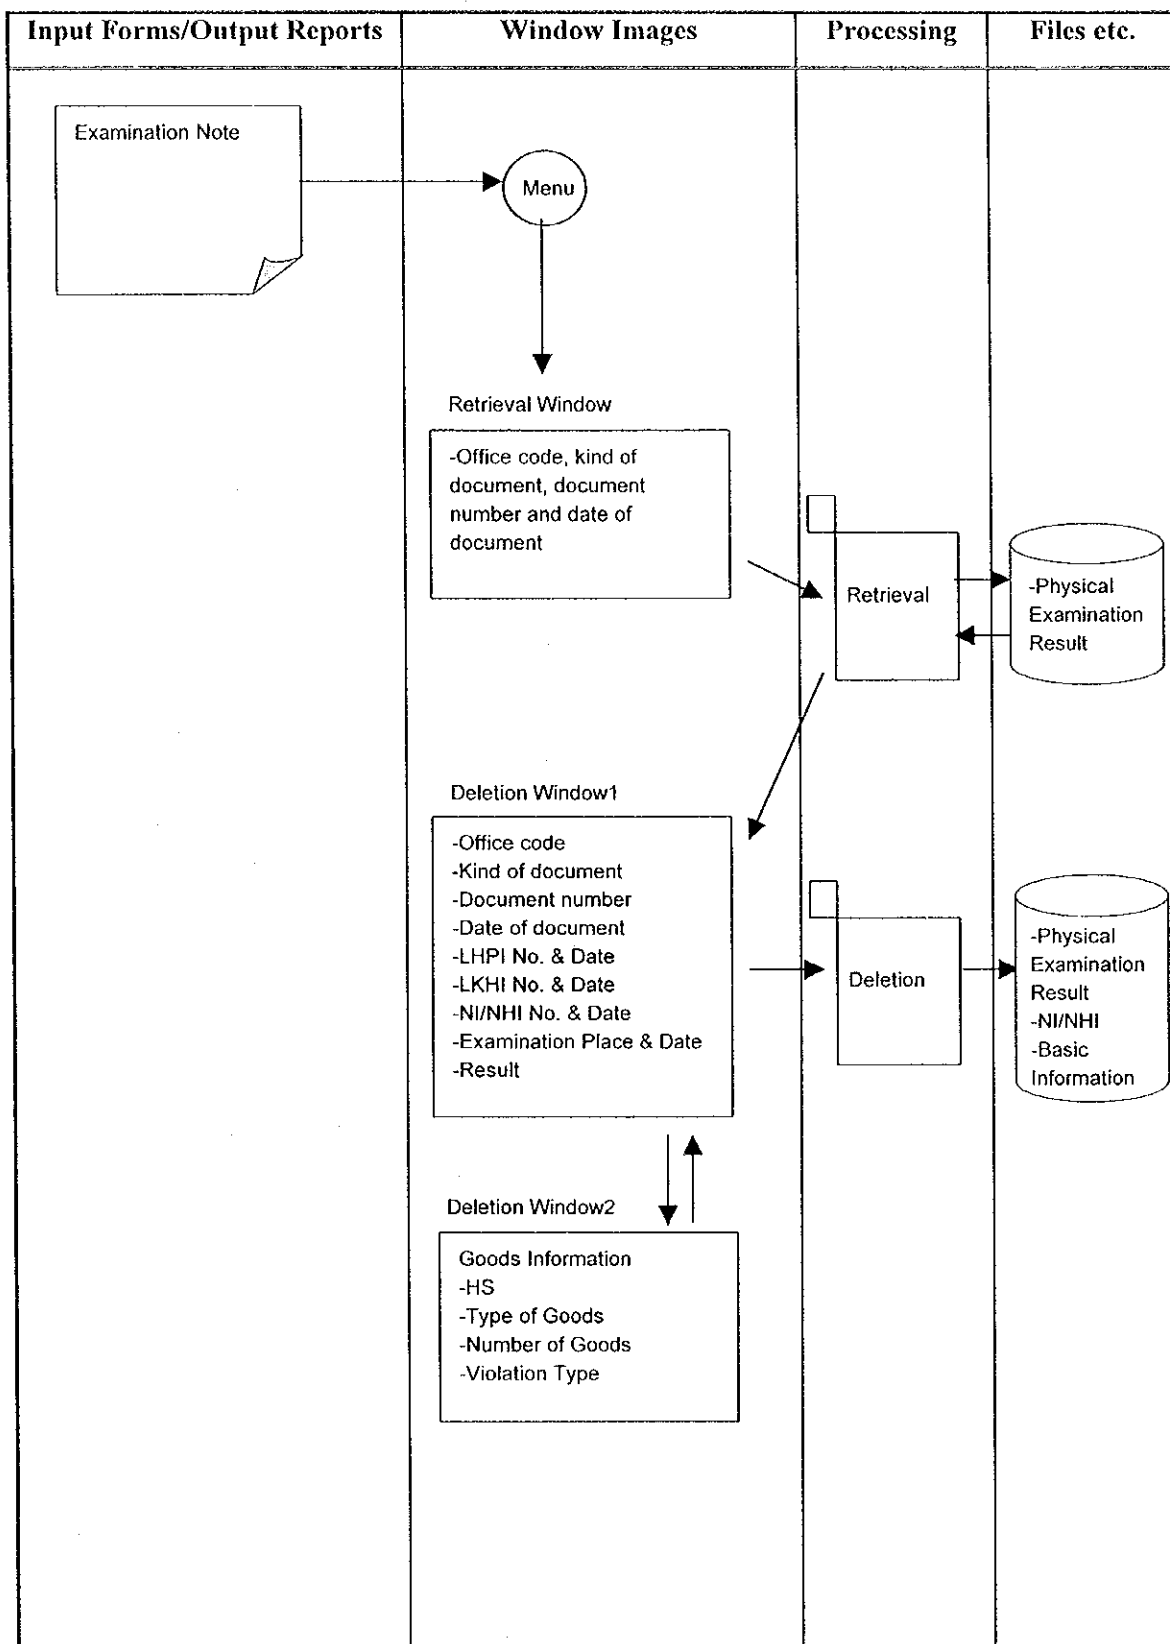 Input Forms/Output Reports
Window Images
Processing
Files etc.
Examination Note
Menu
Retrieval Window
-Office code, kind of
document, document
number and date of
document
Retrieval
-Physical
Examination
Result
Deletion Window1
-Office code
-Kind of document
-Document number
-Date of document
-LHPI No. & Date
-LKHI No. & Date
-NI/NHI No. & Date
-Examination Place & Date
-Result
Deletion
-Physical
Examination
Result
-NI/NHI
-Basic
Information
Deletion Window2
Goods Information
-HS
-Type of Goods
-Number of Goods
-Violation Type